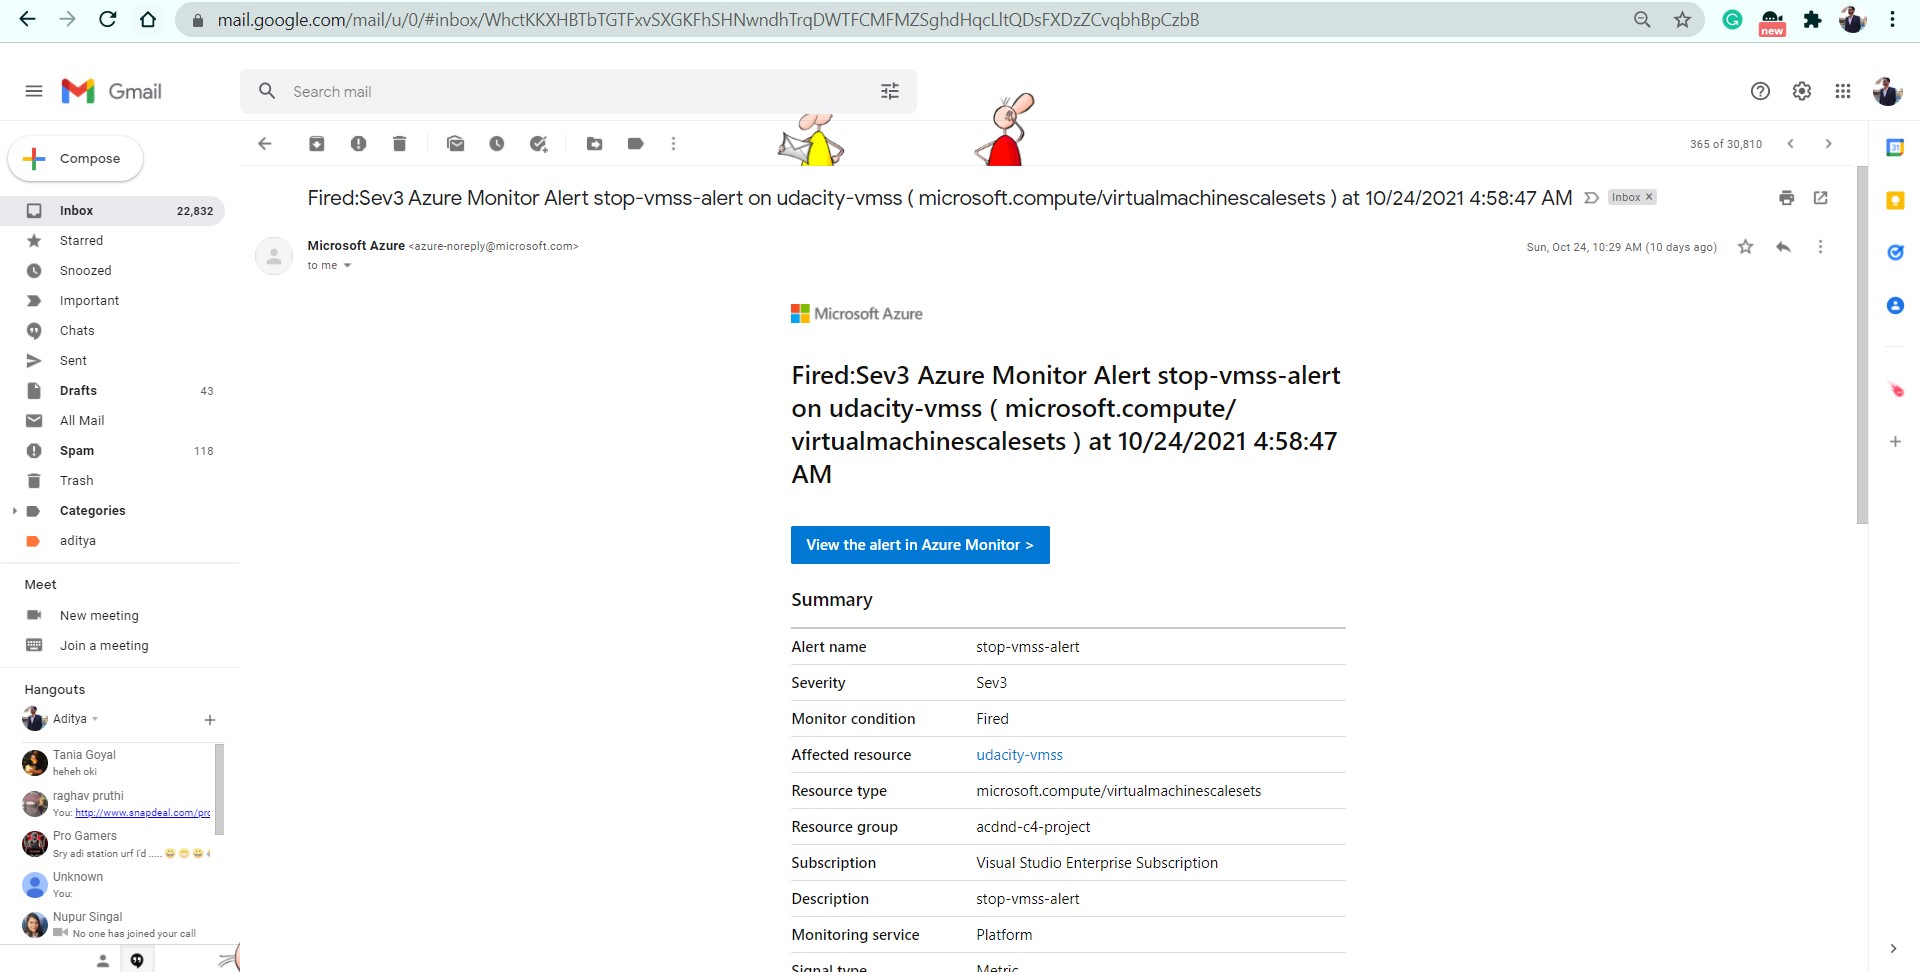 mail.google.com/mail/u/0/#inbox/WhctKKXHBTbTGTFxvSXGKFhSHNwndhTrqDWTFCMFMZSghdHqcLltQDsFXDzZCvqbhBpCzbB
new
Gmail
Search mail
Compose
365 of 30,810
Inbox 22,832
Starred
Snoozed
Important
Chats
Sent
Drafts 43
All Mail
Spam 118
Trash
Categories
aditya
Meet
New meeting
Join a meeting
Hangouts
Aditya
Tania Goyal
heheh oki
raghav pruthi
You: http://www.snapdeal.com/prc
Pro Gamers
Sry adi station urf I'd .....
Unknown
You:
Nupur Singal
No one has joined your call
Fired:Sev3 Azure Monitor Alert stop-vmss-alert on udacity-vmss ( microsoft.compute/virtualmachinescalesets ) at 10/24/2021 4:58:47 AM
Inbox ×
Microsoft Azure <azure-noreply@microsoft.com>
Sun, Oct 24, 10:29 AM (10 days ago)
to me
31
Microsoft Azure
Fired:Sev3 Azure Monitor Alert stop-vmss-alert
on udacity-vmss ( microsoft.compute/
virtualmachinescalesets ) at 10/24/2021 4:58:47
AM
View the alert in Azure Monitor >
Summary
Alert name stop-vmss-alert
Severity Sev3
Monitor condition Fired
Affected resource udacity-vmss
Resource type microsoft.compute/virtualmachinescalesets
Resource group acdnd-c4-project
Subscription Visual Studio Enterprise Subscription
Description stop-vmss-alert
Monitoring service Platform
Signal type Metric